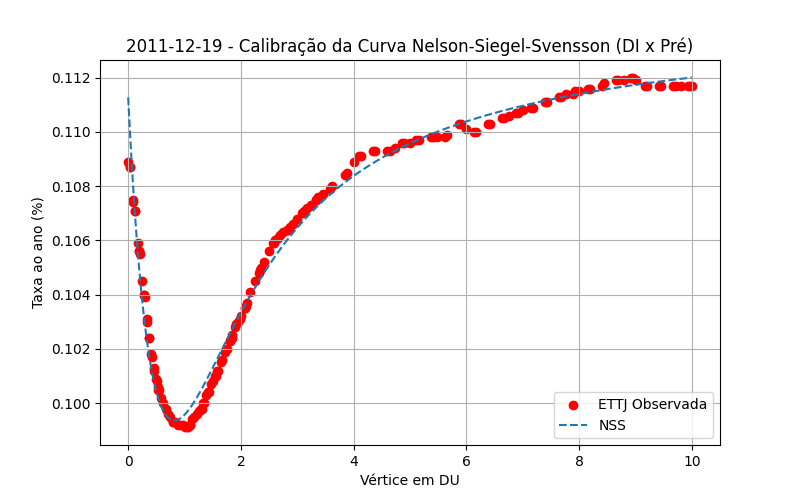 2011-12-19 - Calibração da Curva Nelson-Siegel-Svensson (DI x Pré)
Taxa ao ano (%)
0.112
0.110
0.108
0.106
0.104
0.102
0.100
ETTJ Observada
NSS
0 2 4 6 8 10
Vértice em DU